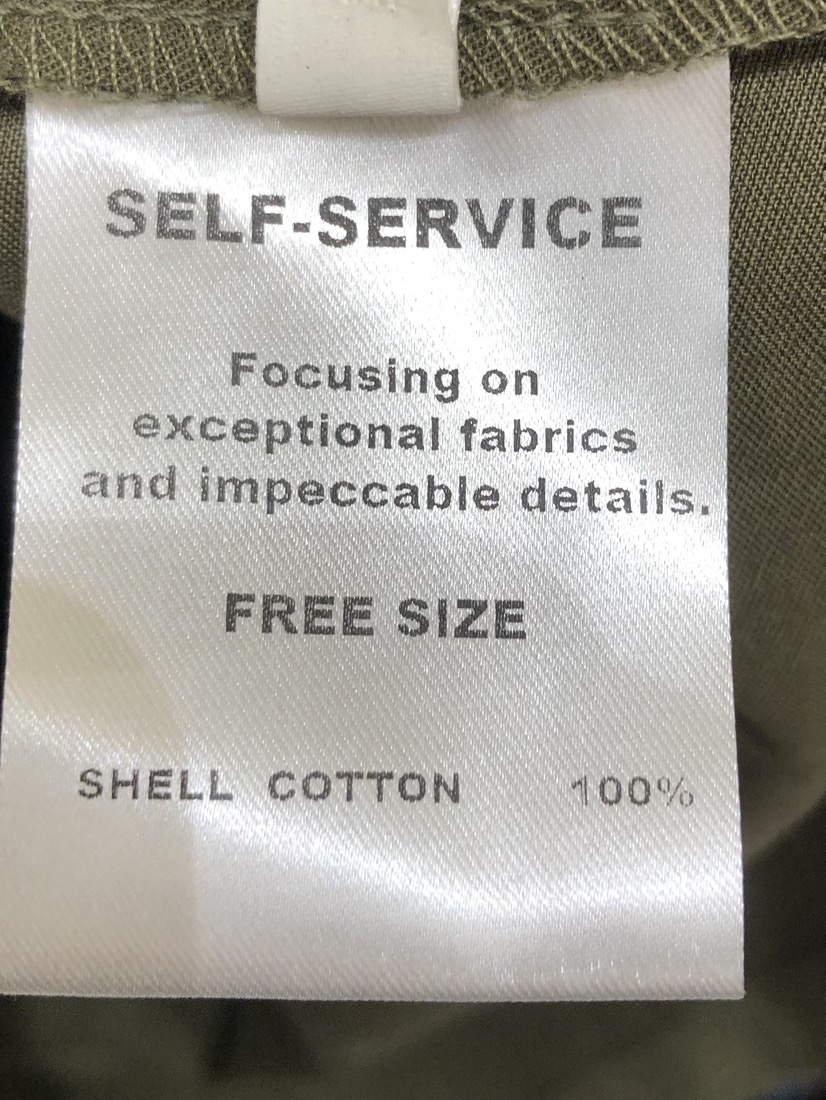 SELF-SERVICE
Focusing on
exceptional fabrics
and impeccable details.
FREE SIZE
SHELL COTTON 100%